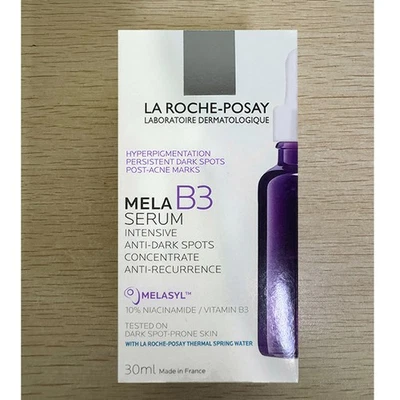 LA ROCHE-POSAY
LABORATOIRE DERMATOLOGIQUE
HYPERPIGMENTATION
PERSISTENT DARK SPOTS
POST-ACNE MARKS
MELA B3
SERUM
INTENSIVE
ANTI-DARK SPOTS
CONCENTRATE
ANTI-RECURRENCE
MELASYL™
10% NIACINAMIDE / VITAMIN B3
TESTED ON
DARK SPOT-PRONE SKIN
WITH LA ROCHE-POSAY THERMAL SPRING WATER
30ml Made in France